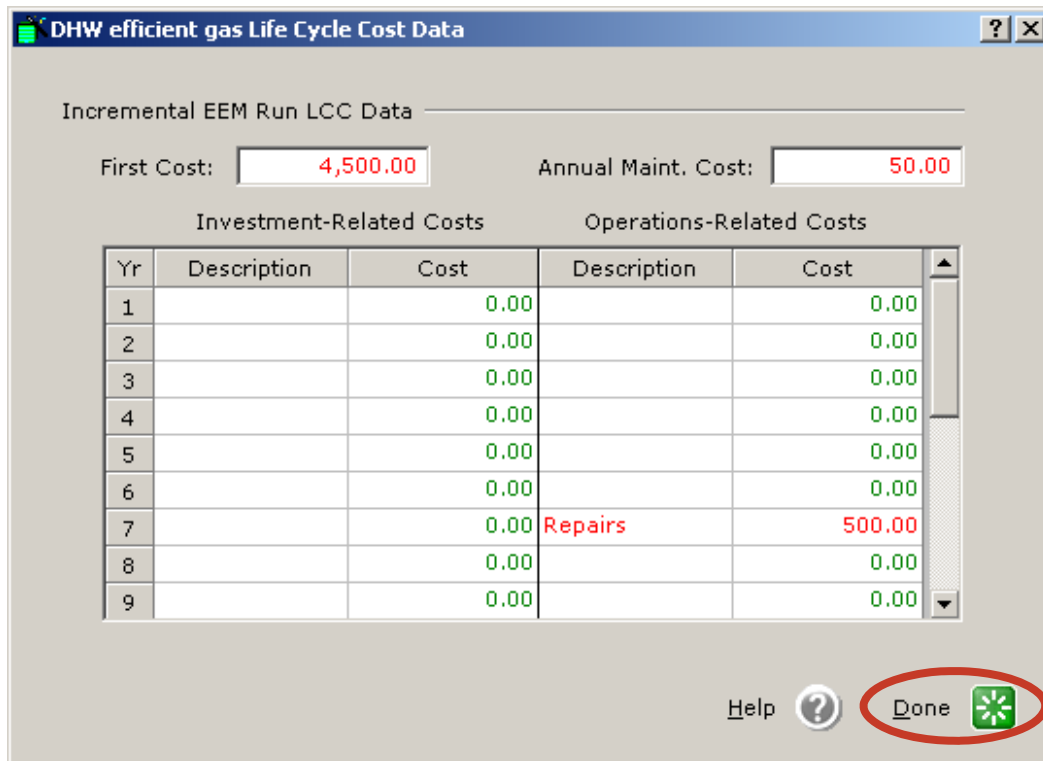 DHW efficient gas Life Cycle Cost Data
Incremental EEM Run LCC Data
First Cost: 4,500.00 Annual Maint. Cost: 50.00
Investment-Related Costs Operations-Related Costs
Yr Description Cost Description Cost
1 0.00 0.00
2 0.00 0.00
3 0.00 0.00
4 0.00 0.00
5 0.00 0.00
6 0.00 0.00
7 0.00 Repairs 500.00
8 0.00 0.00
9 0.00 0.00
Help ? Done